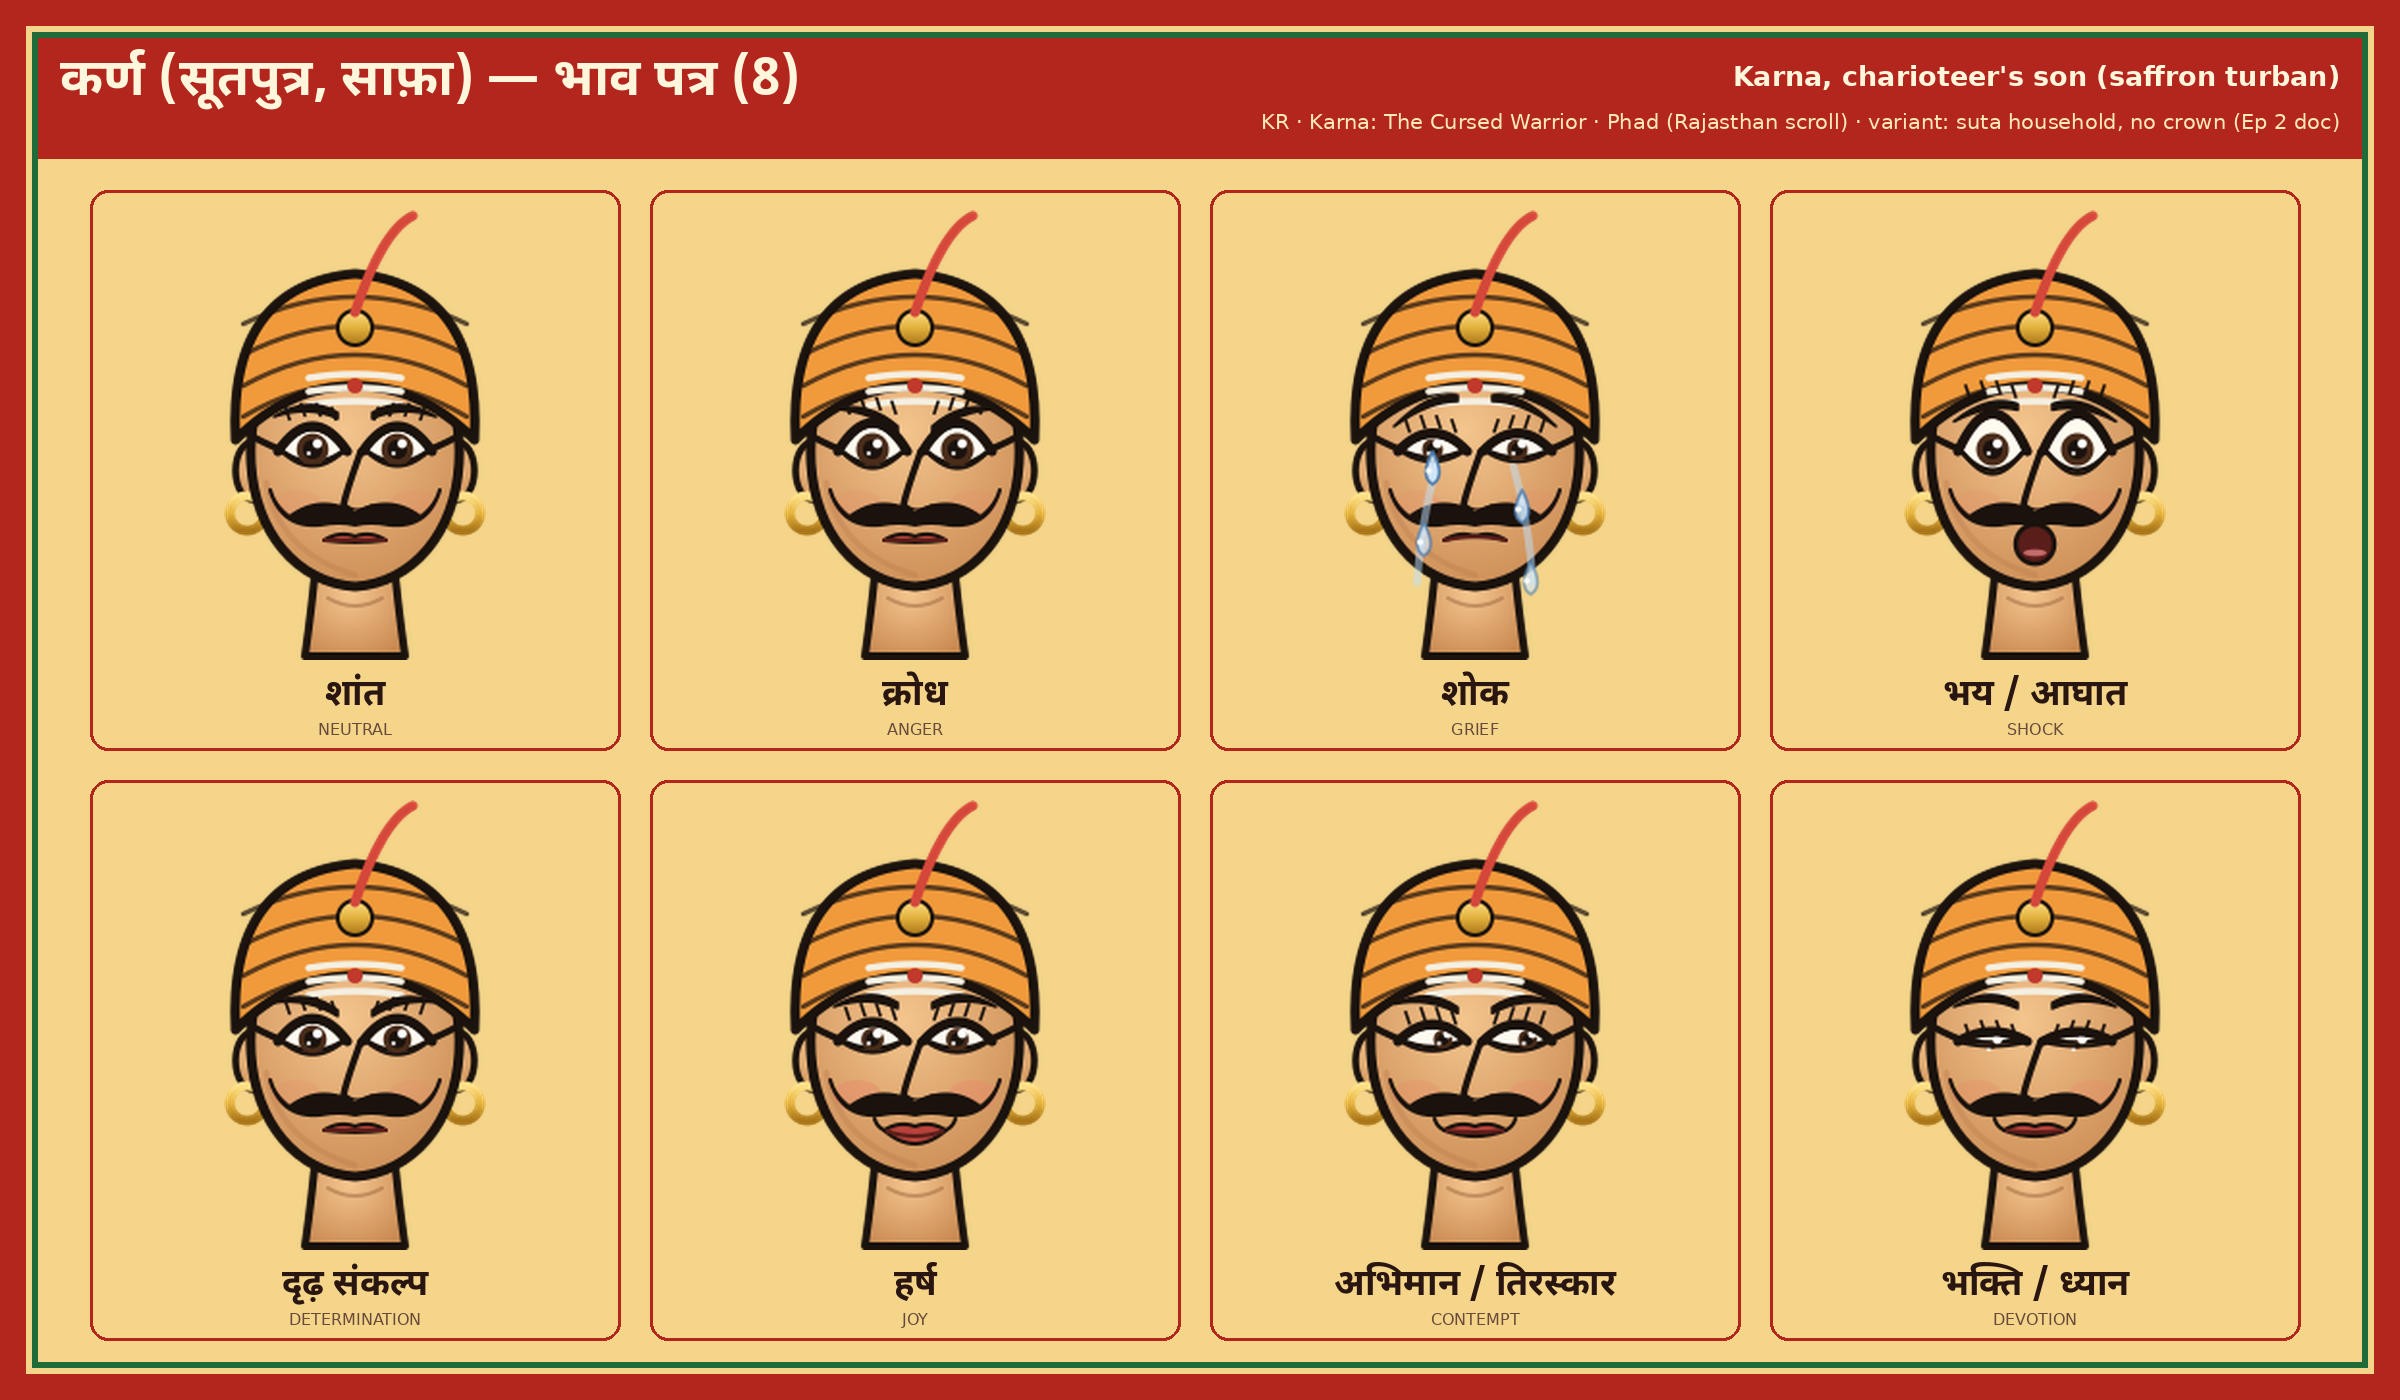 कर्ण (सूतपुत्र, साफ़ा) — भाव पत्र (8)
Karna, charioteer's son (saffron turban)
KR · Karna: The Cursed Warrior · Phad (Rajasthan scroll) · variant: suta household, no crown (Ep 2 doc)
शांत
NEUTRAL
क्रोध
ANGER
शोक
GRIEF
भय / आघात
SHOCK
दृढ़ संकल्प
DETERMINATION
हर्ष
JOY
अभिमान / तिरस्कार
CONTEMPT
भक्ति / ध्यान
DEVOTION